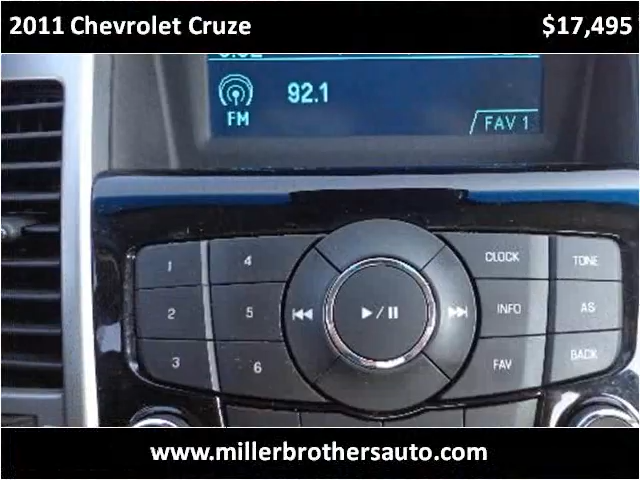 2011 Chevrolet Cruze $17,495
92.1
FM
FAV 1
1 4 CLOCK TONE
2 5 INFO AS
3 6 FAV BACK
www.millerbrothersauto.com